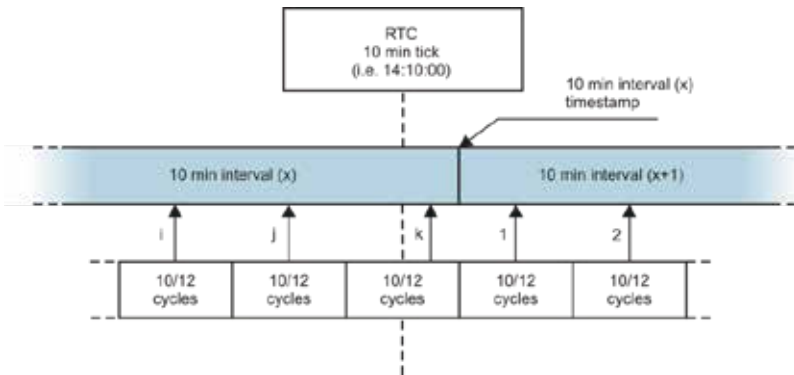 RTC
10 min tick
(i.e. 14:10:00)
10 min interval (x)
timestamp
10 min interval (x)
10 min interval (x+1)
i
j
k
1
2
10/12
cycles
10/12
cycles
10/12
cycles
10/12
cycles
10/12
cycles